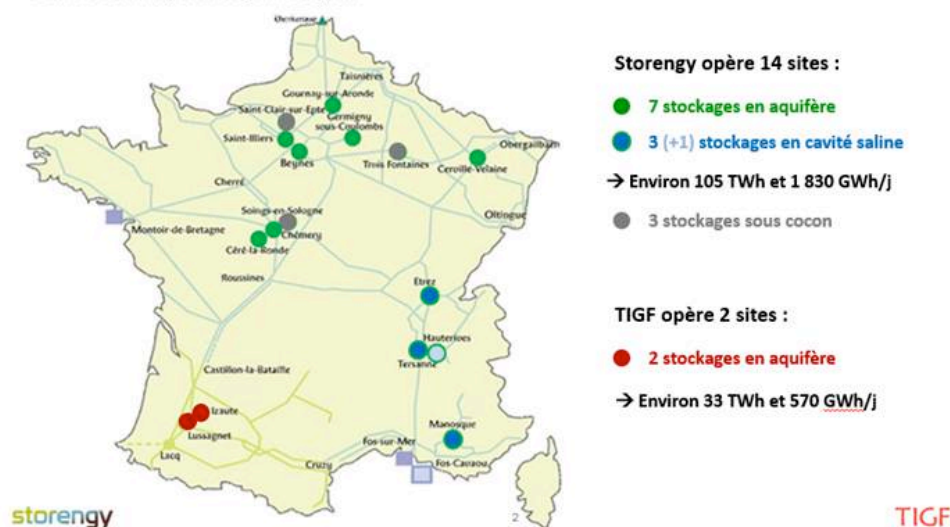 Dunkerque
Taisnières
Gournay-sur-Aronde
Saint-Clair-sur-Epte
Germigny
sous-Coulombs
Saint-Illiers
Beynes
Trois Fontaines
Obergailbach
Cerville-Velaine
Cherré
Oltingue
Soings-en-Sologne
Montoir-de-Bretagne
Chémery
Céré-la-Ronde
Roussines
Etrez
Hauterives
Tersanne
Castillon-la-Bataille
Izaute
Lussagnet
Lacq
Manosque
Fos-sur-Mer
Fos-Cavaou
Cruzy
Storengy opère 14 sites :
7 stockages en aquifère
3 (+1) stockages en cavité saline
→ Environ 105 TWh et 1 830 GWh/j
3 stockages sous cocon
TIGF opère 2 sites :
2 stockages en aquifère
→ Environ 33 TWh et 570 GWh/j
storengy
2
TIGF